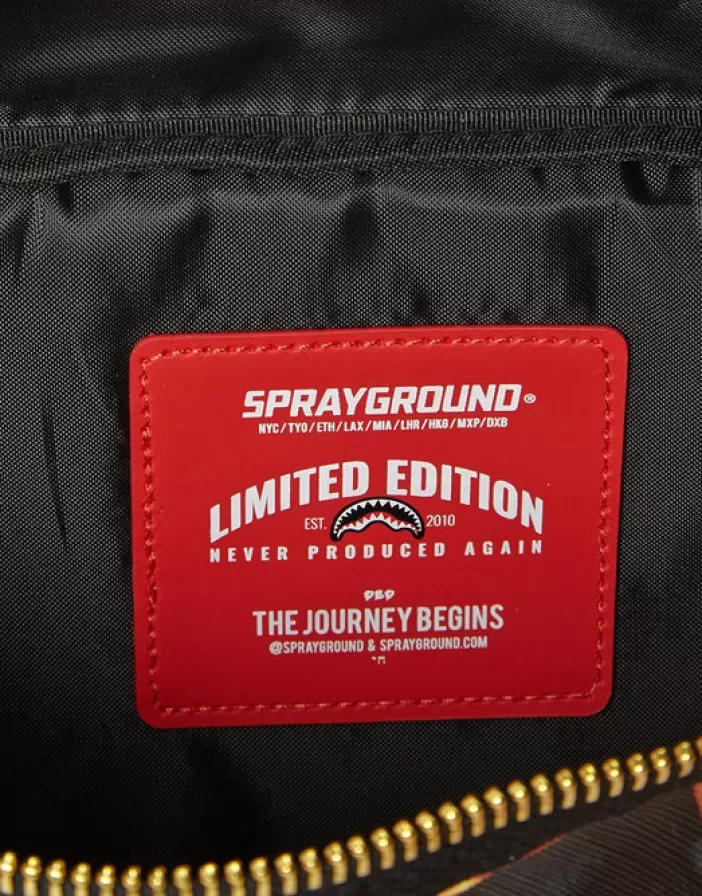 SPRAYGROUND®
NYC/TYO/ETH/LAX/MIA/LHR/HKG/MXP/DXB
LIMITED EDITION
EST. 2010
NEVER PRODUCED AGAIN
DBD
THE JOURNEY BEGINS
@SPRAYGROUND & SPRAYGROUND.COM